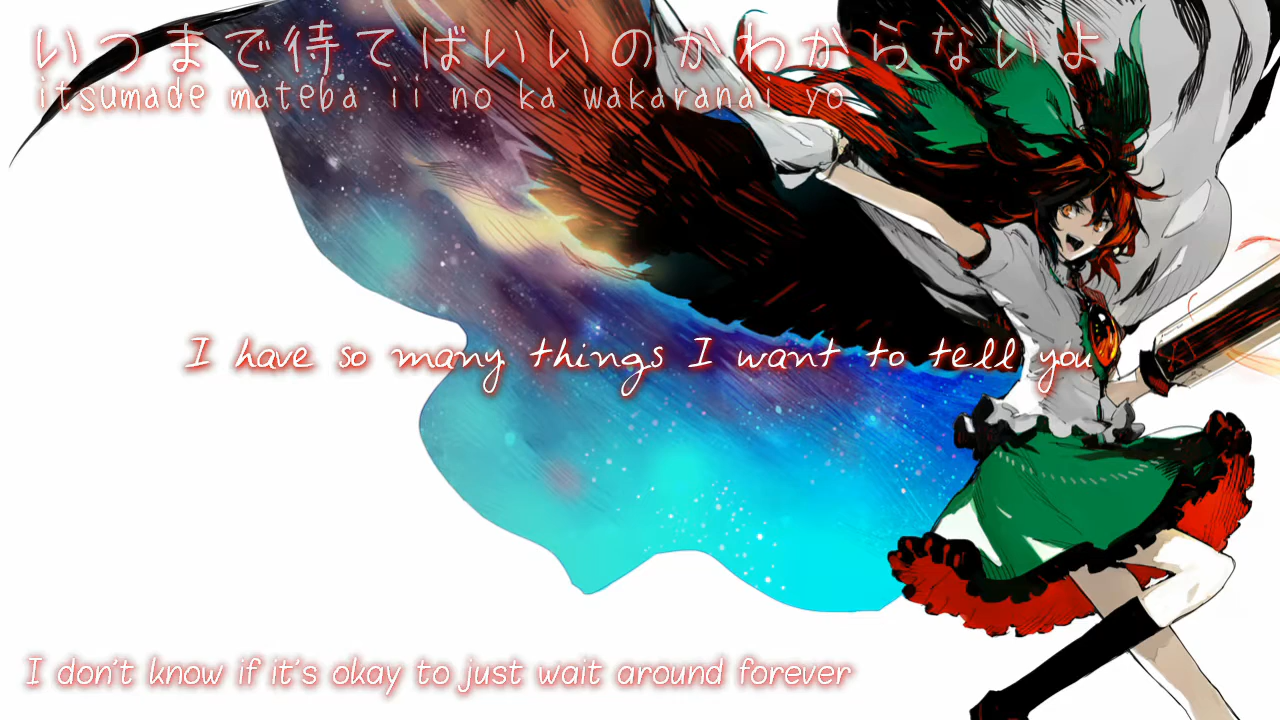 いつまで待てばいいのかわからないよ
itsumade mateba ii no ka wakaranai yo
I have so many things I want to tell you
I don't know if it's okay to just wait around forever